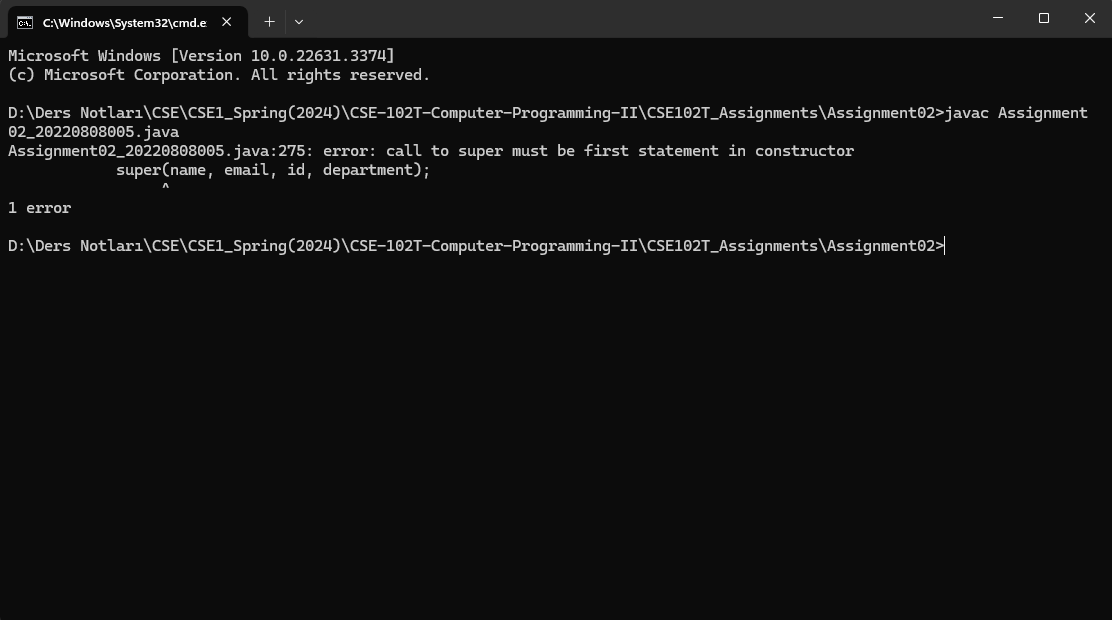 C:\Windows\System32\cmd.e
Microsoft Windows [Version 10.0.22631.3374]
(c) Microsoft Corporation. All rights reserved.
D:\Ders Notları\CSE\CSE1_Spring(2024)\CSE-102T-Computer-Programming-II\CSE102T_Assignments\Assignment02>javac Assignment
02_20220808005.java
Assignment02_20220808005.java:275: error: call to super must be first statement in constructor
            super(name, email, id, department);
                 ^
1 error
D:\Ders Notları\CSE\CSE1_Spring(2024)\CSE-102T-Computer-Programming-II\CSE102T_Assignments\Assignment02>